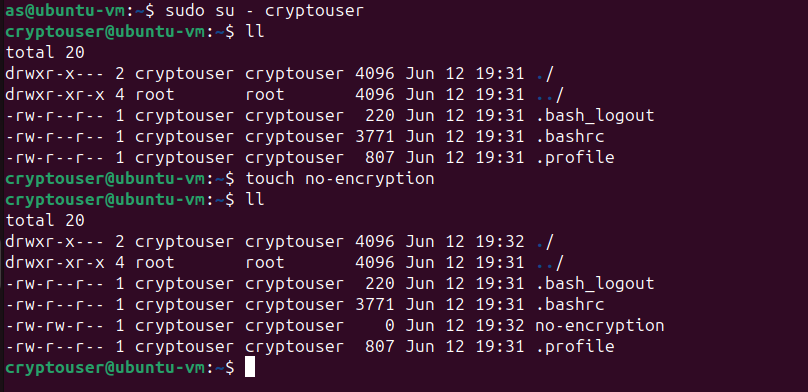 as@ubuntu-vm:~$ sudo su - cryptouser
cryptouser@ubuntu-vm:~$ ll
total 20
drwxr-x--- 2 cryptouser cryptouser 4096 Jun 12 19:31 ./
drwxr-xr-x 4 root       root       4096 Jun 12 19:31 ../
-rw-r--r-- 1 cryptouser cryptouser  220 Jun 12 19:31 .bash_logout
-rw-r--r-- 1 cryptouser cryptouser 3771 Jun 12 19:31 .bashrc
-rw-r--r-- 1 cryptouser cryptouser  807 Jun 12 19:31 .profile
cryptouser@ubuntu-vm:~$ touch no-encryption
cryptouser@ubuntu-vm:~$ ll
total 20
drwxr-x--- 2 cryptouser cryptouser 4096 Jun 12 19:32 ./
drwxr-xr-x 4 root       root       4096 Jun 12 19:31 ../
-rw-r--r-- 1 cryptouser cryptouser  220 Jun 12 19:31 .bash_logout
-rw-r--r-- 1 cryptouser cryptouser 3771 Jun 12 19:31 .bashrc
-rw-rw-r-- 1 cryptouser cryptouser    0 Jun 12 19:32 no-encryption
-rw-r--r-- 1 cryptouser cryptouser  807 Jun 12 19:31 .profile
cryptouser@ubuntu-vm:~$